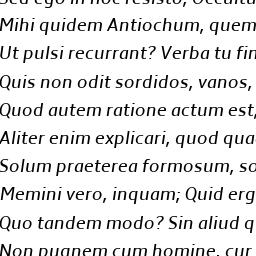 Sed ego in hoc resisto; Occulta
Mihi quidem Antiochum, quem
Ut pulsi recurrant? Verba tu fin
Quis non odit sordidos, vanos,
Quod autem ratione actum est,
Aliter enim explicari, quod qua
Solum praeterea formosum, so
Memini vero, inquam; Quid erg
Quo tandem modo? Sin aliud q
Non pugnem cum homine, cur